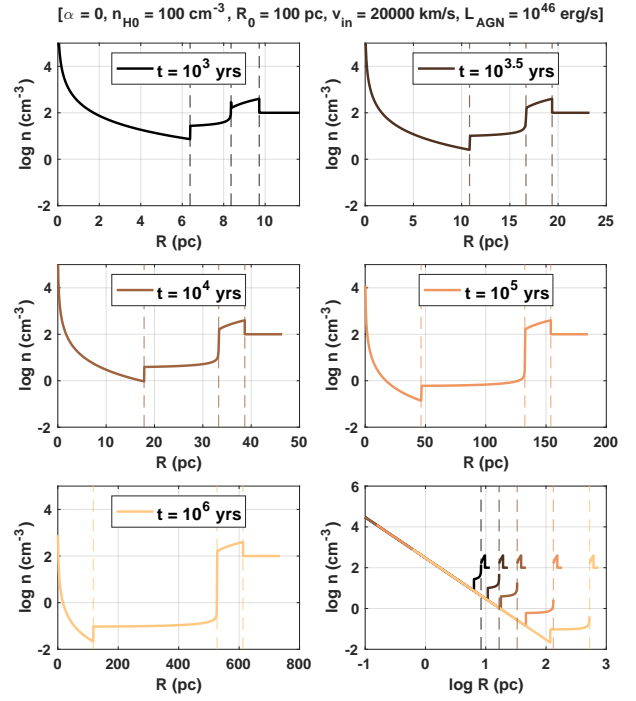 [α = 0, n_H0 = 100 cm^-3, R_0 = 100 pc, v_in = 20000 km/s, L_AGN = 10^46 erg/s]
t = 10^3 yrs
log n (cm^-3)
4
2
0
-2
0 2 4 6 8 10
R (pc)
t = 10^3.5 yrs
log n (cm^-3)
4
2
0
-2
0 5 10 15 20 25
R (pc)
t = 10^4 yrs
log n (cm^-3)
4
2
0
-2
0 10 20 30 40 50
R (pc)
t = 10^5 yrs
log n (cm^-3)
4
2
0
-2
0 50 100 150 200
R (pc)
t = 10^6 yrs
log n (cm^-3)
4
2
0
-2
0 200 400 600 800
R (pc)
log n (cm^-3)
6
4
2
0
-2
-1 0 1 2 3
log R (pc)